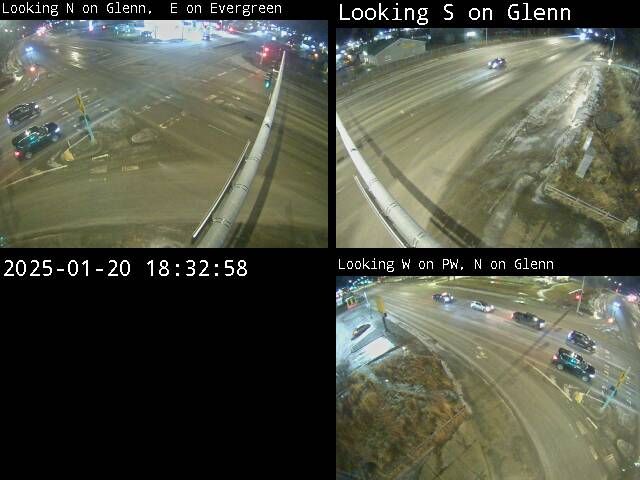 Looking N on Glenn,  E on Evergreen
Looking S on Glenn
2025-01-20 18:32:58
Looking W on PW, N on Glenn